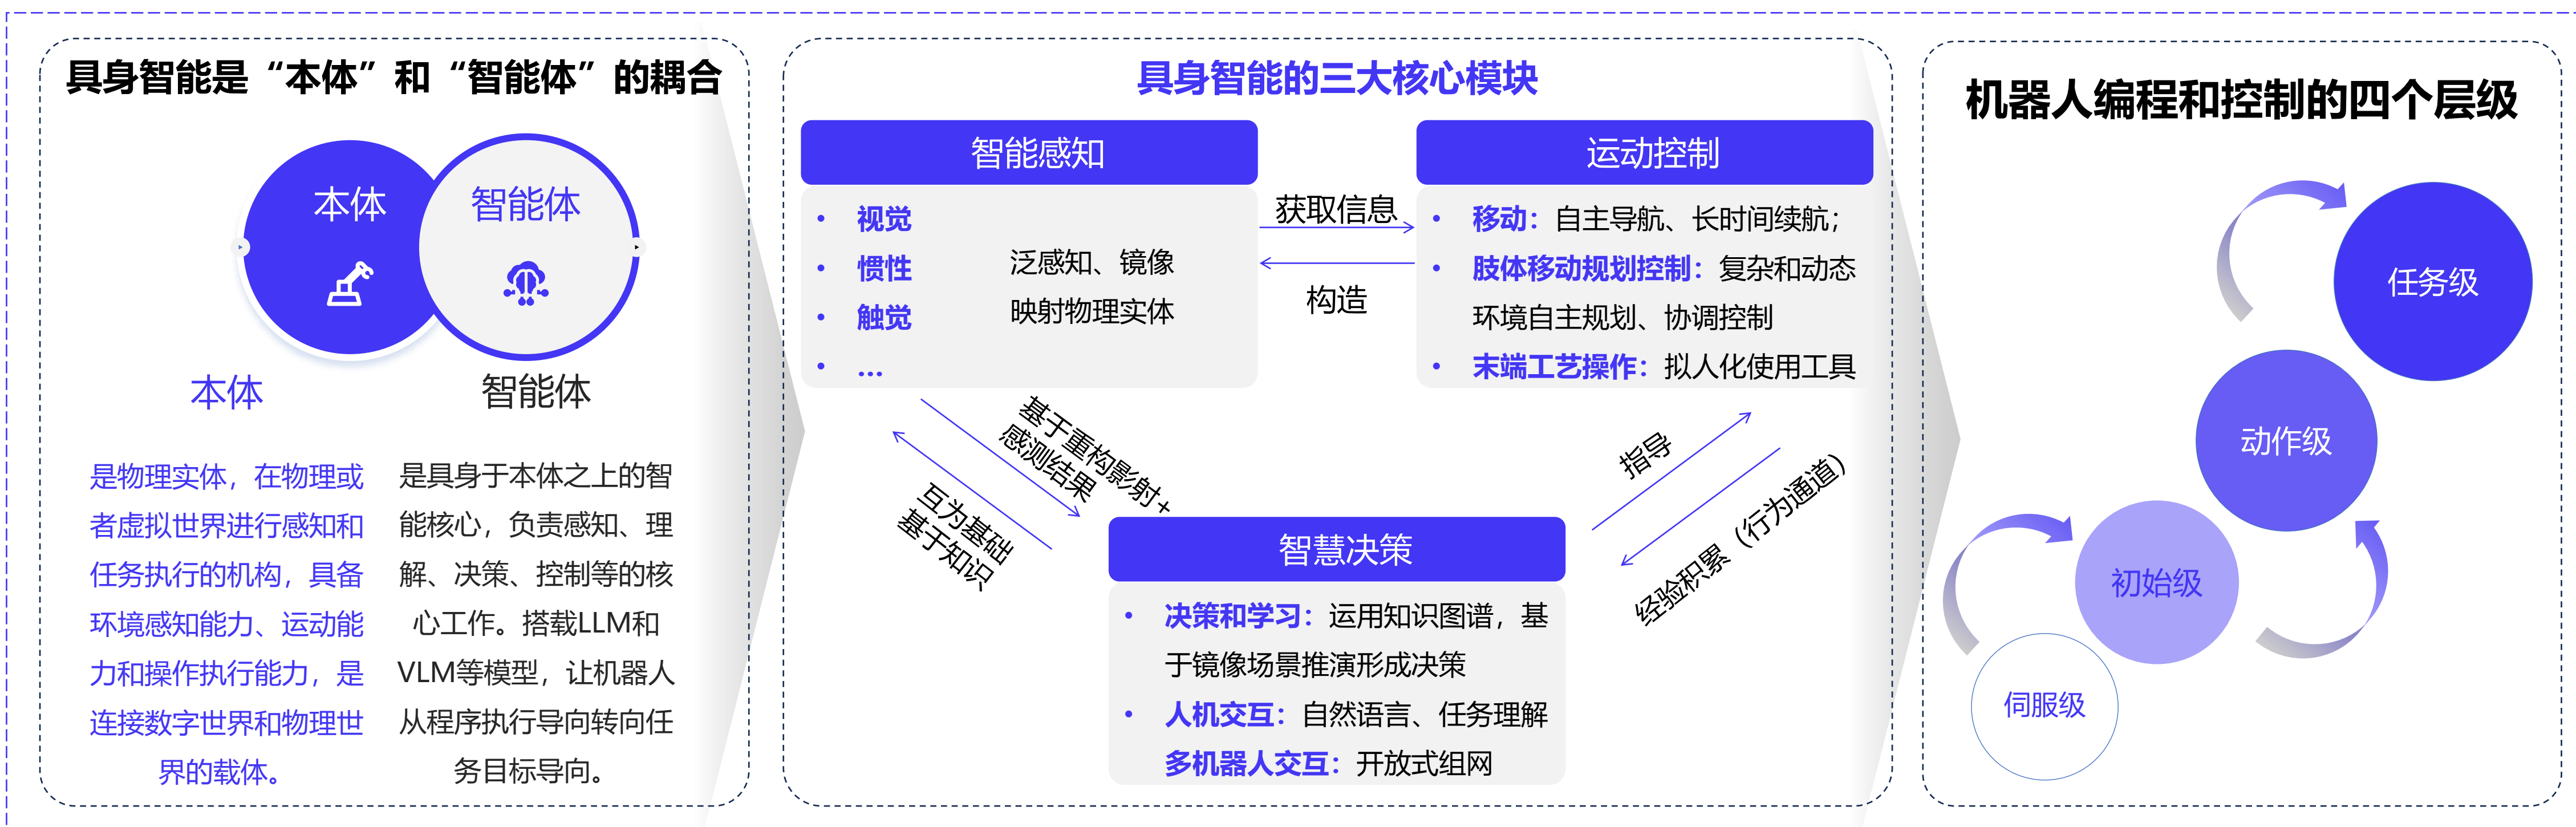 具身智能是“本体”和“智能体”的耦合
本体
智能体
本体
智能体
是物理实体，在物理或
者虚拟世界进行感知和
任务执行的机构，具备
环境感知能力、运动能
力和操作执行能力，是
连接数字世界和物理世
界的载体。
是具身于本体之上的智
能核心，负责感知、理
解、决策、控制等的核
心工作。搭载LLM和
VLM等模型，让机器人
从程序执行导向转向任
务目标导向。
具身智能的三大核心模块
智能感知
• 视觉
• 惯性
• 触觉
• ...
泛感知、镜像
映射物理实体
获取信息
构造
运动控制
• 移动：自主导航、长时间续航；
• 肢体移动规划控制：复杂和动态
环境自主规划、协调控制
• 末端工艺操作：拟人化使用工具
基于重构影射+
感测结果
互为基础
基于知识
指导
经验积累（行为通道）
智慧决策
• 决策和学习：运用知识图谱，基
于镜像场景推演形成决策
• 人机交互：自然语言、任务理解
多机器人交互：开放式组网
机器人编程和控制的四个层级
任务级
动作级
初始级
伺服级